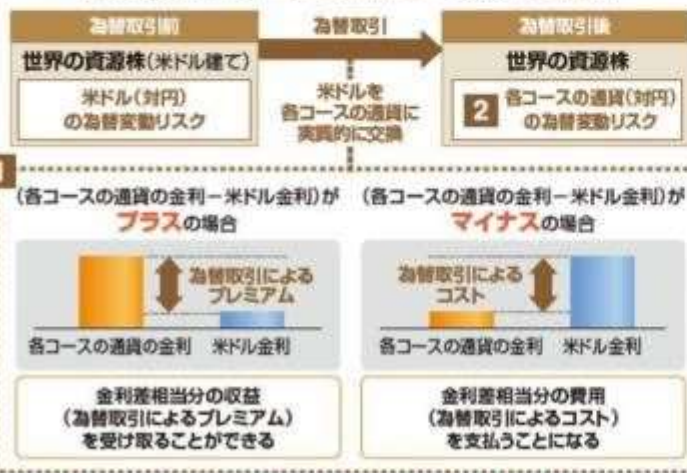 為替取引前
世界の資源株(米ドル建て)
米ドル(対円)
の為替変動リスク
為替取引
米ドルを
各コースの通貨に
実質的に交換
為替取引後
世界の資源株
2 各コースの通貨(対円)
の為替変動リスク
(各コースの通貨の金利－米ドル金利)が
プラスの場合
為替取引による
プレミアム
各コースの通貨の金利 米ドル金利
金利差相当分の収益
(為替取引によるプレミアム)
を受け取ることができる
(各コースの通貨の金利－米ドル金利)が
マイナスの場合
為替取引による
コスト
各コースの通貨の金利 米ドル金利
金利差相当分の費用
(為替取引によるコスト)
を支払うことになる